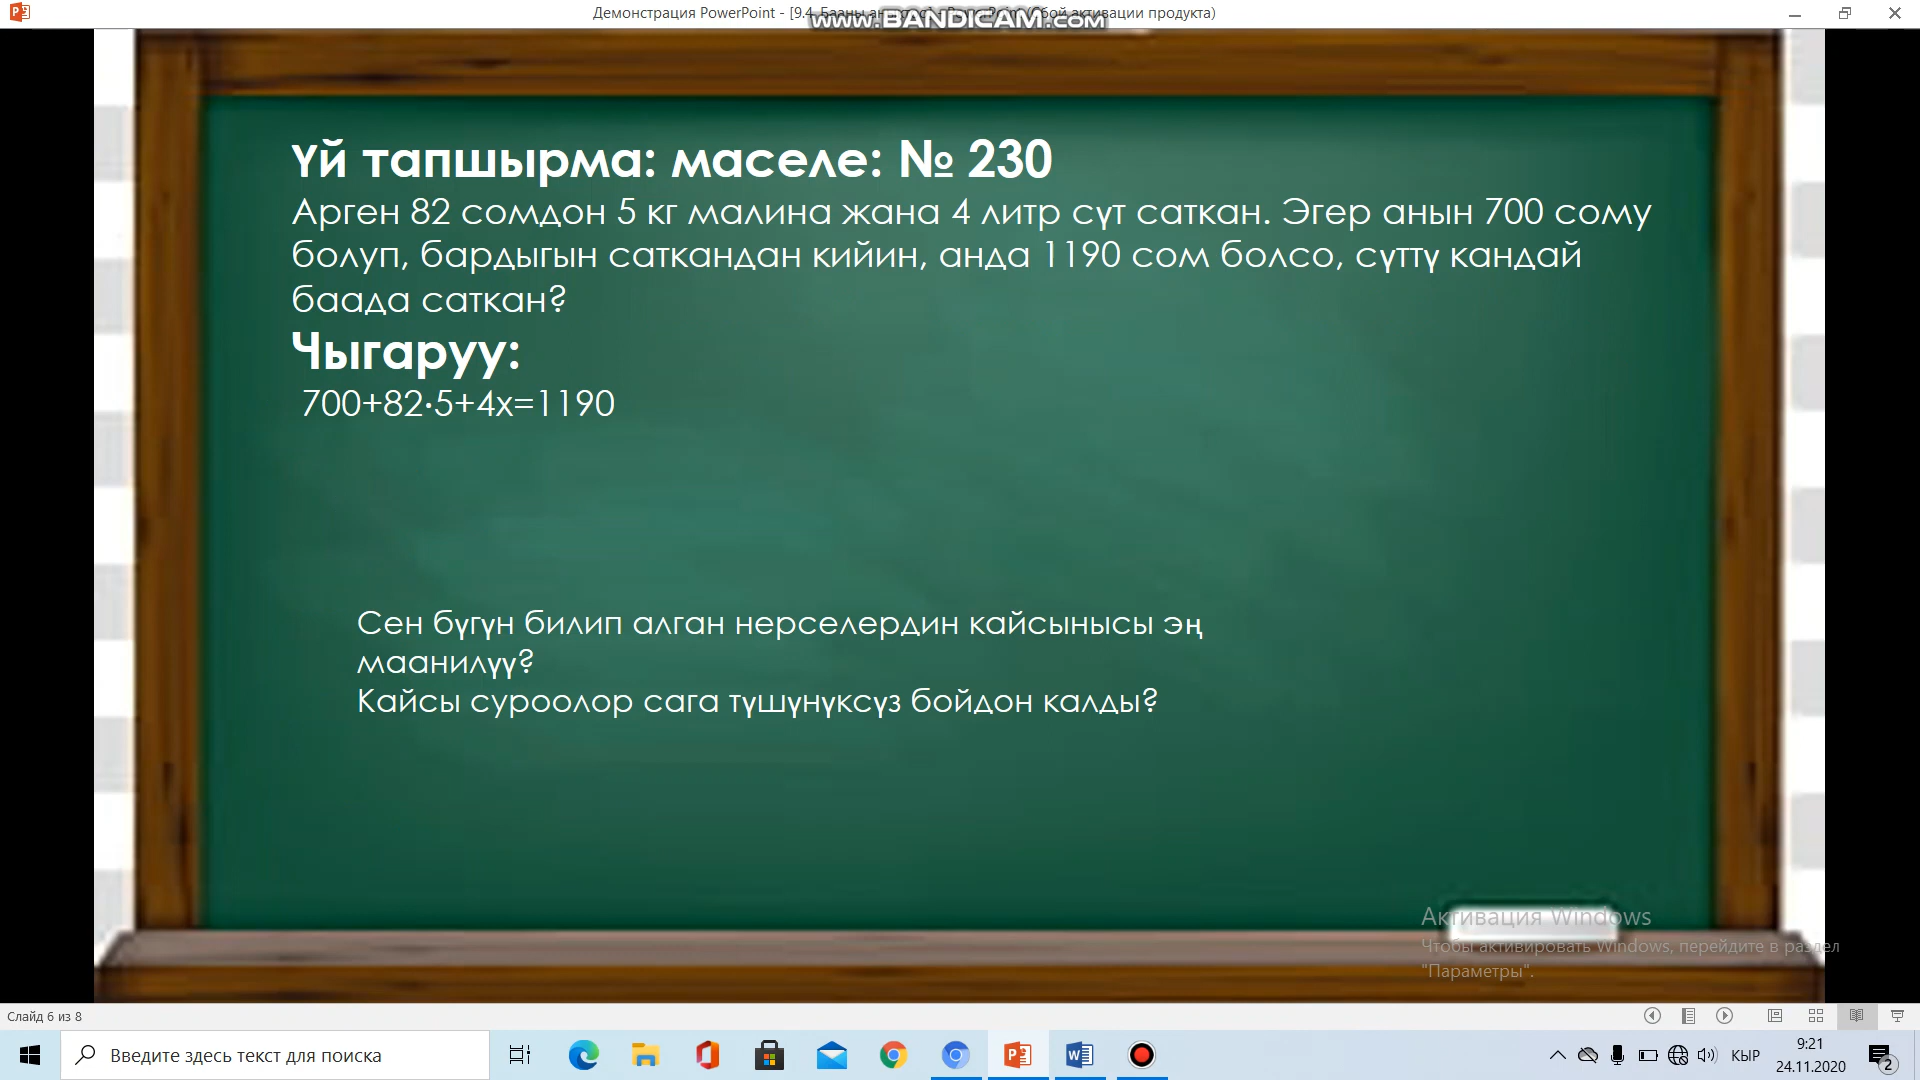 Демонстрация PowerPoint - [9.4. Бааны ан
www.BANDICAM.com
активации продукта)
Үй тапшырма: маселе: № 230
Арген 82 сомдон 5 кг малина жана 4 литр сүт саткан. Эгер анын 700 сому
болуп, бардыгын саткандан кийин, анда 1190 сом болсо, сүттү кандай
баада саткан?
Чыгаруу:
700+82·5+4х=1190
Сен бүгүн билип алган нерселердин кайсынысы эң
маанилүү?
Кайсы суроолор сага түшүнүксүз бойдон калды?
Активация Windows
Чтобы активировать Windows, перейдите в раздел
"Параметры".
Слайд 6 из 8
Введите здесь текст для поиска
КЫР
9:21
24.11.2020
2